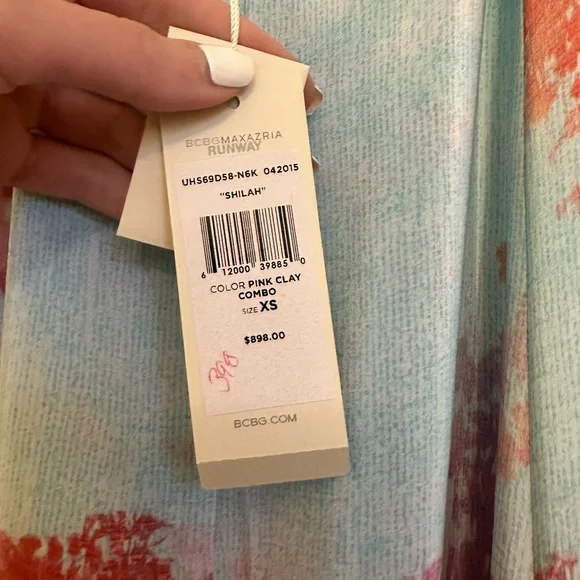 BCBGMAXAZRIA
RUNWAY
UHS69D58-N6K 042015
"SHILAH"
6 12000 39885 0
COLOR PINK CLAY
COMBO
SIZE XS
$898.00
398
BCBG.COM